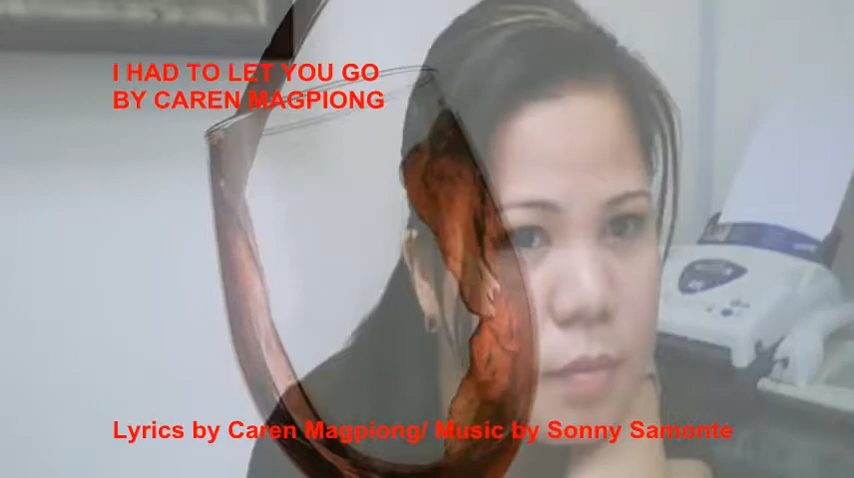 I HAD TO LET YOU GO
BY CAREN MAGPIONG
Lyrics by Caren Magpiong/ Music by Sonny Samonte